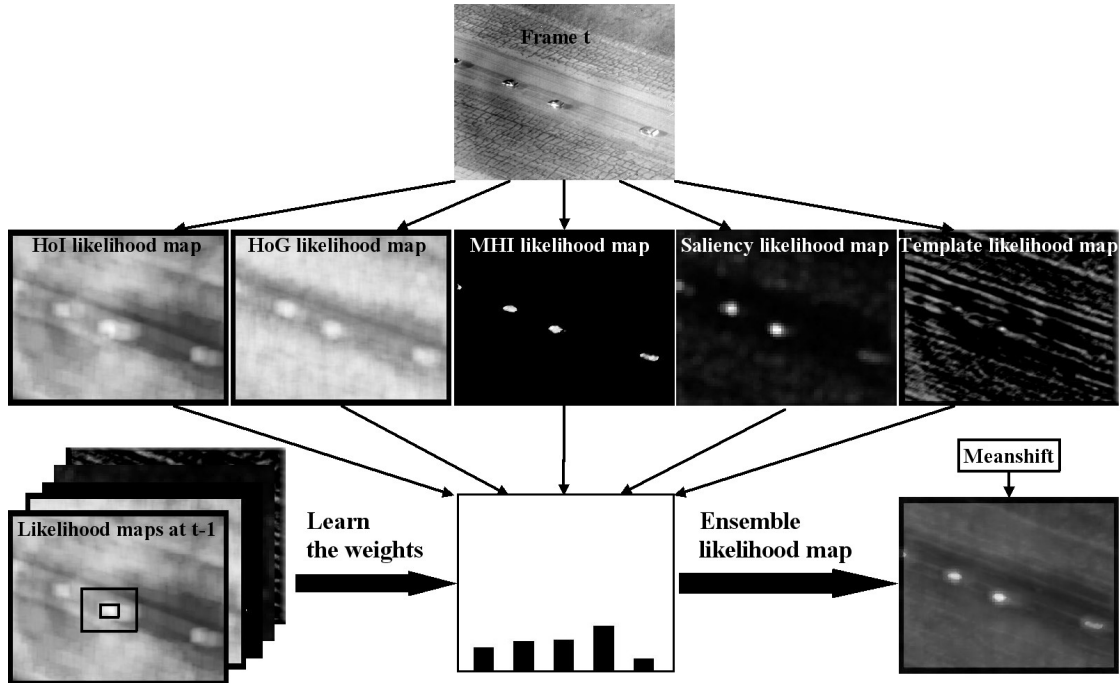 Frame t
HoI likelihood map
HoG likelihood map
MHI likelihood map
Saliency likelihood map
Template likelihood map
Likelihood maps at t-1
Learn
the weights
Ensemble
likelihood map
Meanshift